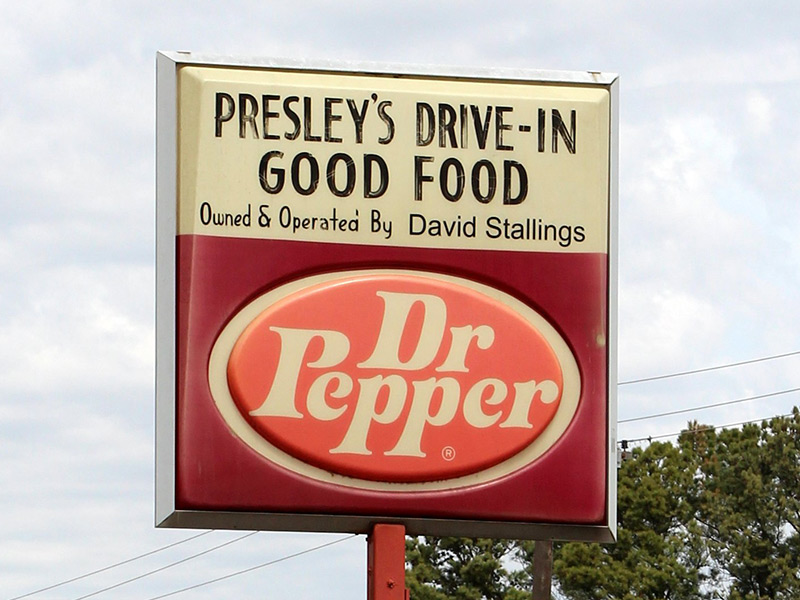 PRESLEY'S DRIVE-IN
GOOD FOOD
Owned & Operated By David Stallings
Dr
Pepper
®